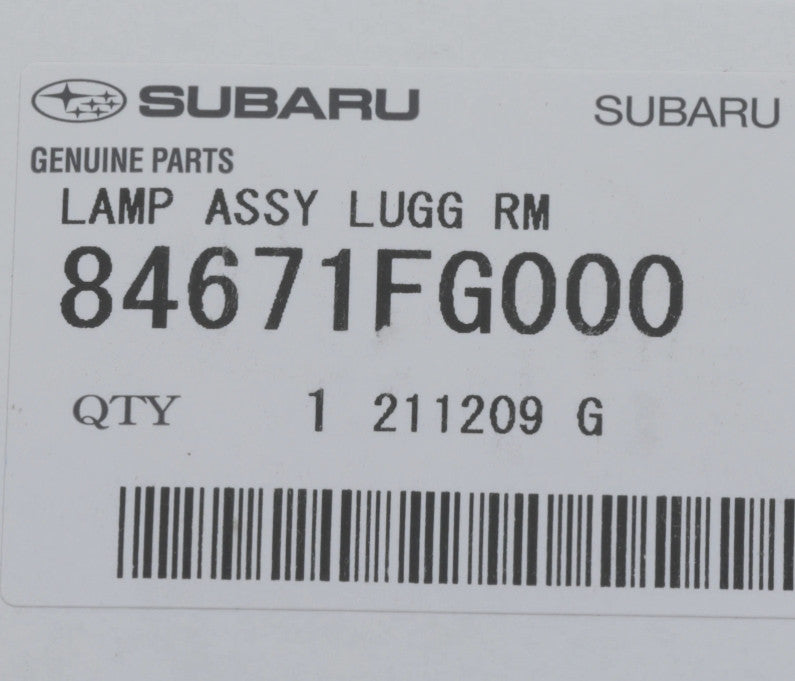 SUBARU SUBARU
GENUINE PARTS
LAMP ASSY LUGG RM
84671FG000
QTY 1 211209 G